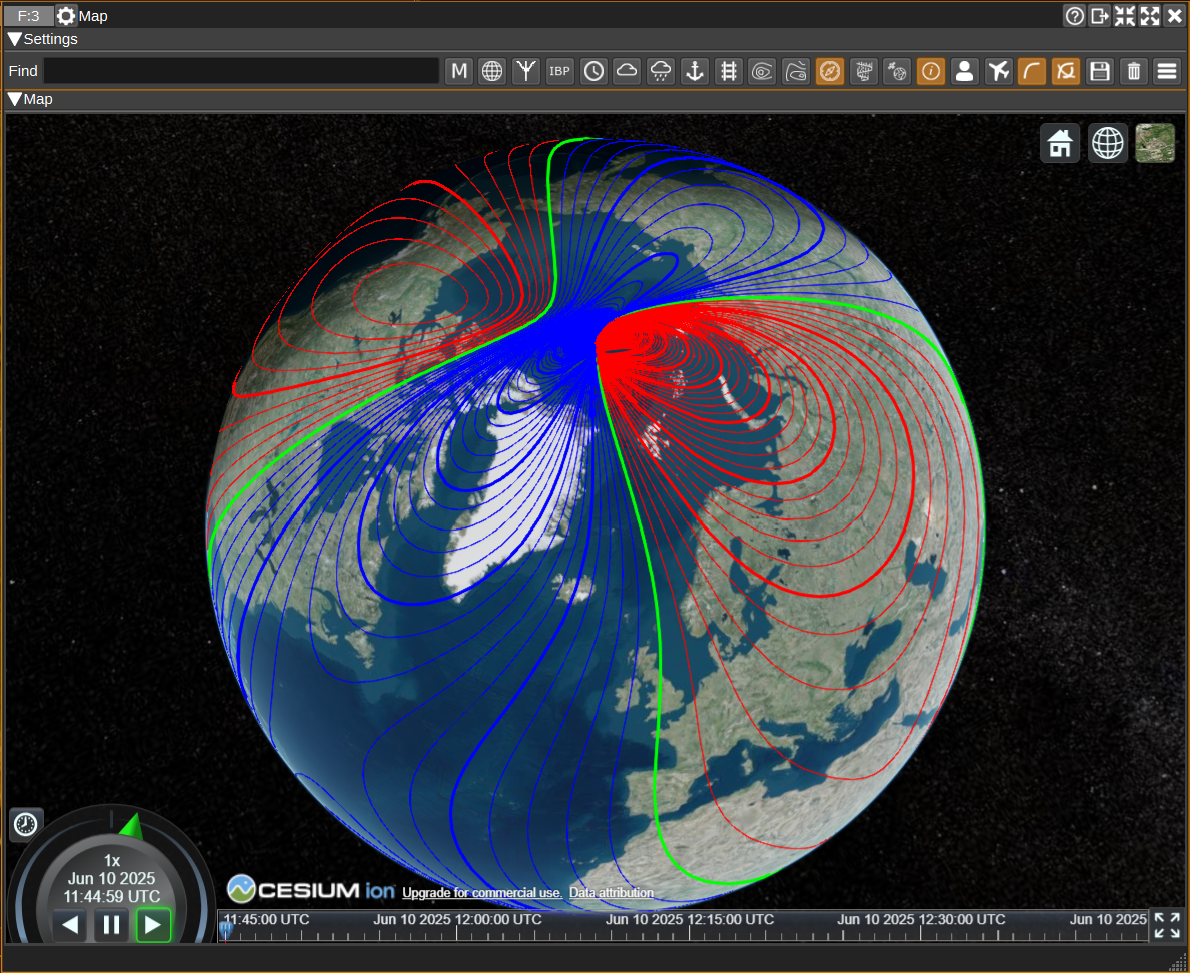 F:3 Map
Settings
Find M IBP
Map
1x
Jun 10 2025
11:44:59 UTC
CESIUM ion Upgrade for commercial use. Data attribution
11:45:00 UTC Jun 10 2025 12:00:00 UTC Jun 10 2025 12:15:00 UTC Jun 10 2025 12:30:00 UTC Jun 10 2025